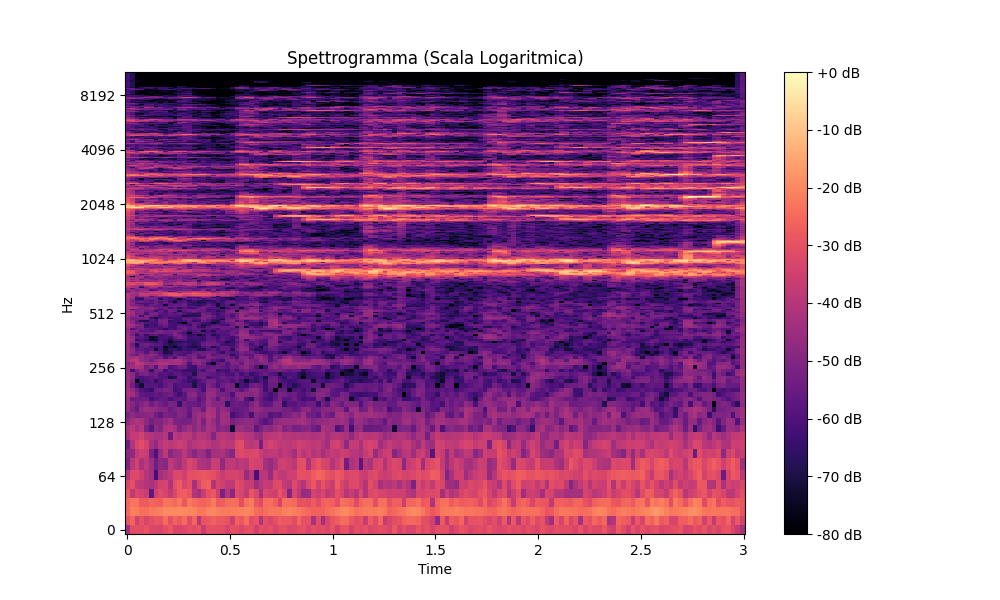 Spettrogramma (Scala Logaritmica)
Hz
8192
4096
2048
1024
512
256
128
64
0
0
0.5
1
1.5
2
2.5
3
Time
+0 dB
-10 dB
-20 dB
-30 dB
-40 dB
-50 dB
-60 dB
-70 dB
-80 dB